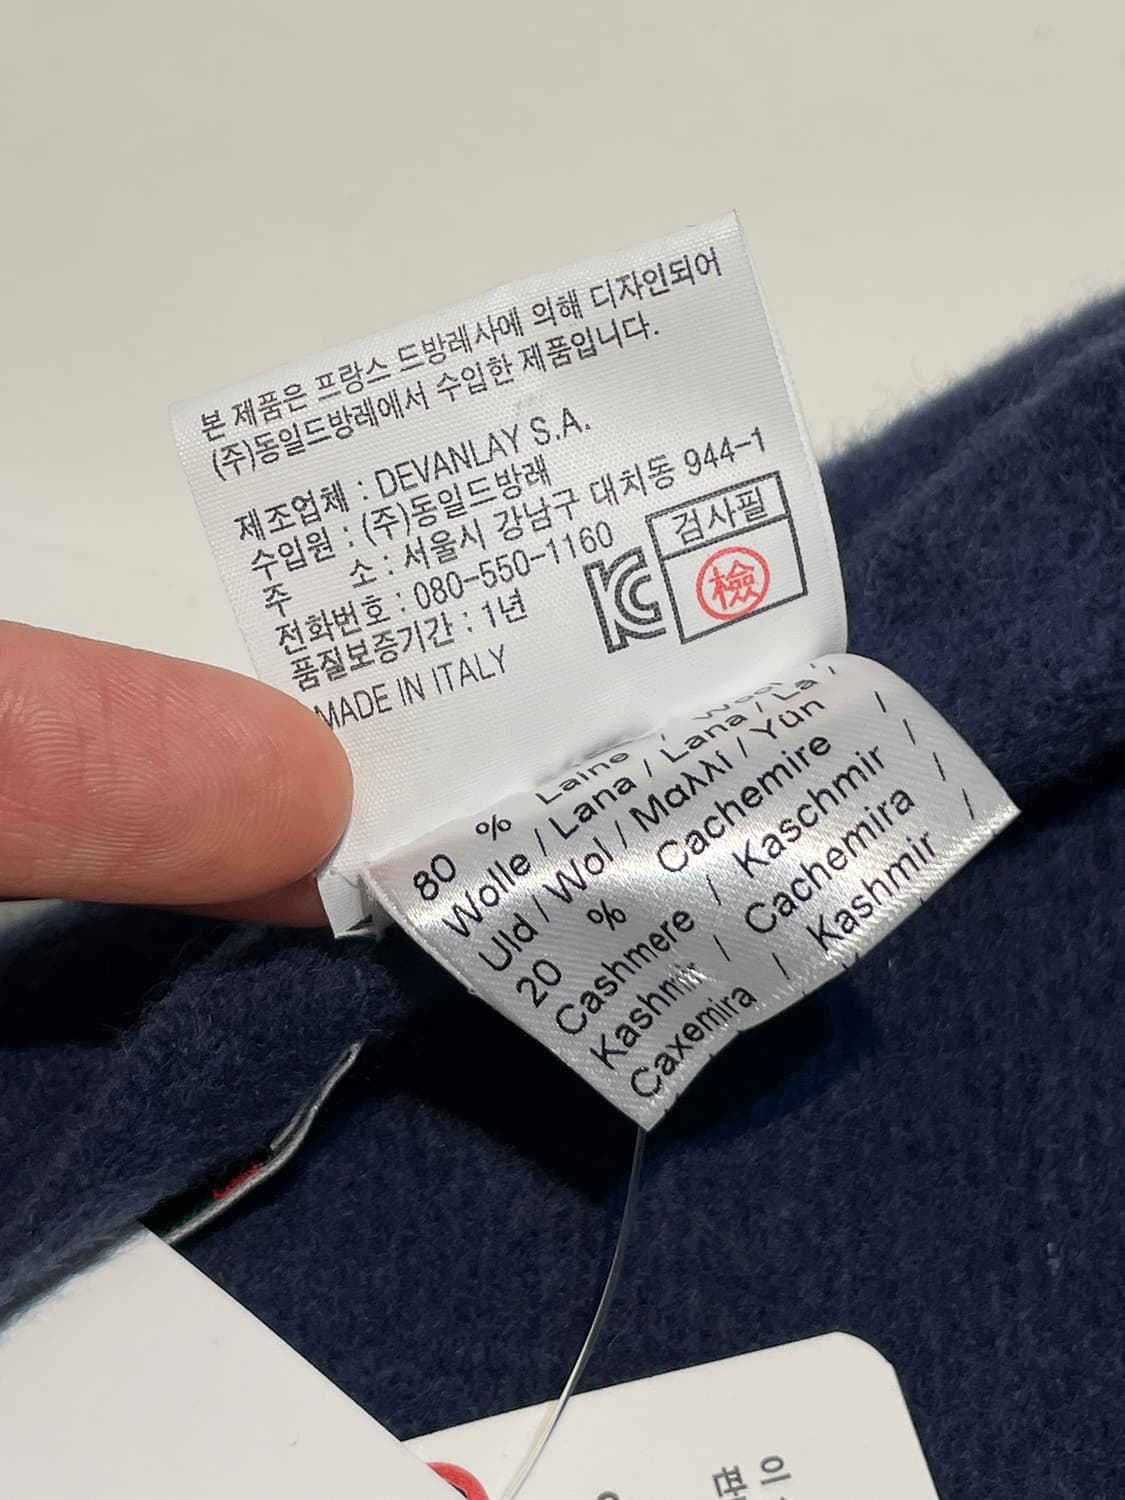 본 제품은 프랑스 드방레사에 의해 디자인되어
(주)동일드방레에서 수입한 제품입니다.
제조업체 : DEVANLAY S.A.
수입원 : (주)동일드방래
주 소 : 서울시 강남구 대치동 944-1
전화번호 : 080-550-1160
품질보증기간 : 1년
MADE IN ITALY
검사필
檢
80 % Laine / Wool /
Wolle / Lana / Lana / La /
Uld / Wol / Μαλλί / Yün
20 % Cachemire /
Cashmere / Kaschmir /
Kashmir / Cachemira /
Caxemira / Kashmir